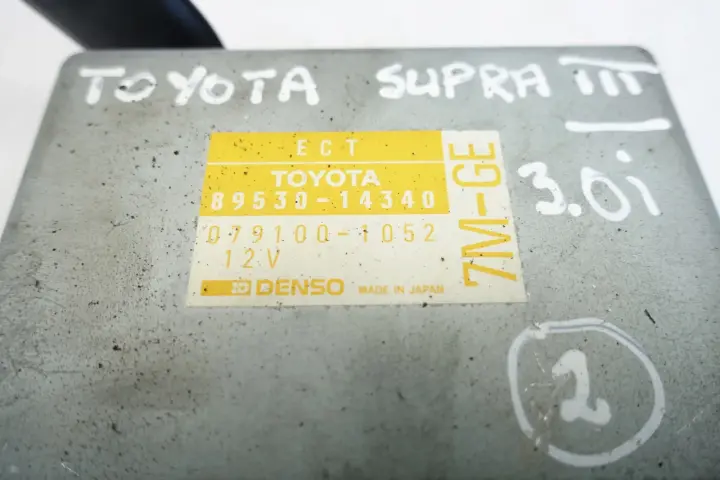 TOYOTA SUPRA III
3.0i
ECT
TOYOTA
89530-14340
079100-1052
12V
DENSO MADE IN JAPAN
7M-GE
2